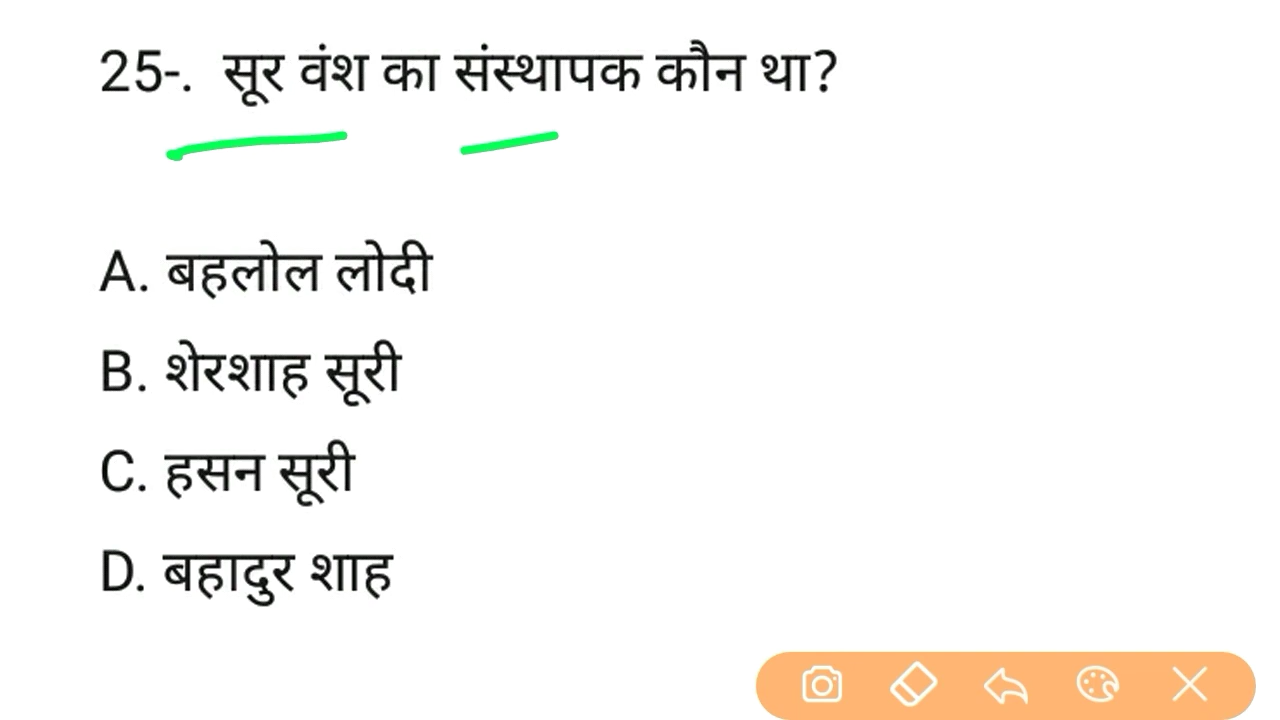 25-. सूर वंश का संस्थापक कौन था?
A. बहलोल लोदी
B. शेरशाह सूरी
C. हसन सूरी
D. बहादुर शाह